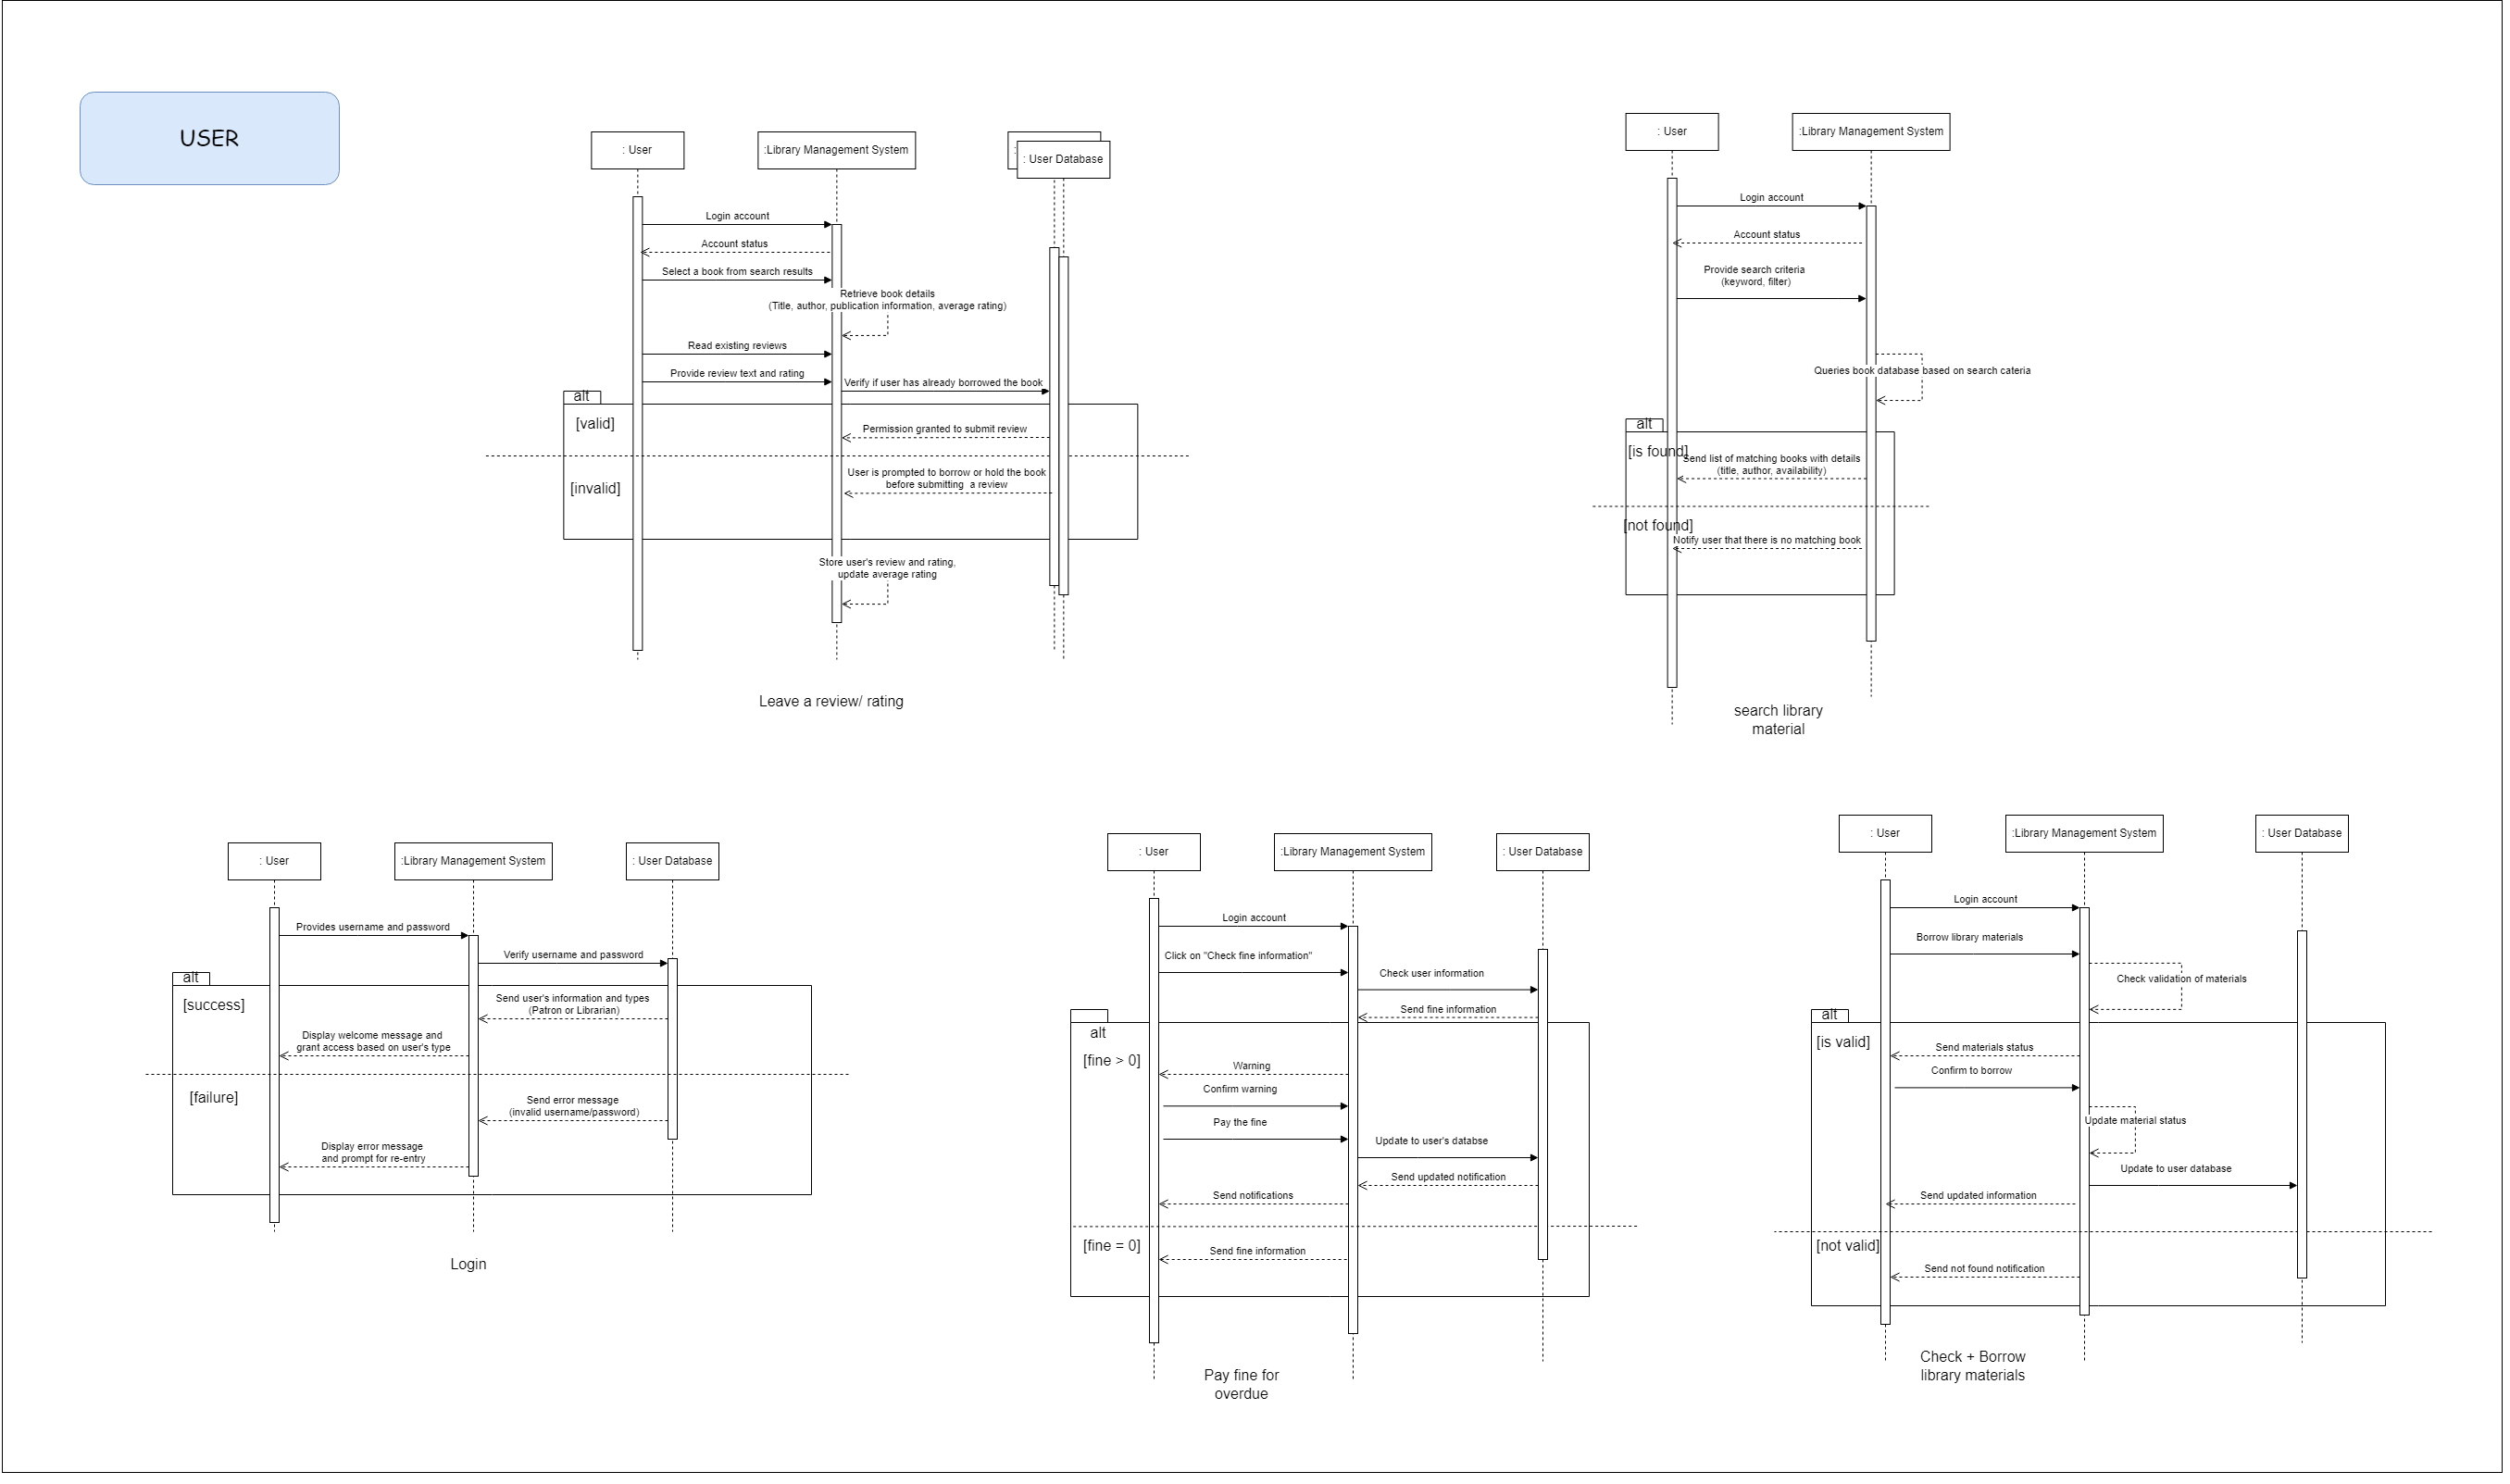 USER
: User
:Library Management System
:
: User Database
Login account
Account status
Select a book from search results
Retrieve book details
(Title, author, publication information, average rating)
Read existing reviews
Provide review text and rating
Verify if user has already borrowed the book
alt
[valid]
Permission granted to submit review
User is prompted to borrow or hold the book
before submitting a review
[invalid]
Store user's review and rating,
update average rating
Leave a review/ rating
: User
:Library Management System
Login account
Account status
Provide search criteria
(keyword, filter)
Queries book database based on search cateria
alt
[is found]
Send list of matching books with details
(title, author, availability)
[not found]
Notify user that there is no matching book
search library
material
: User
:Library Management System
: User Database
Provides username and password
Verify username and password
alt
[success]
Send user's information and types
(Patron or Librarian)
Display welcome message and
grant access based on user's type
[failure]
Send error message
(invalid username/password)
Display error message
and prompt for re-entry
Login
: User
:Library Management System
: User Database
Login account
Click on "Check fine information"
Check user information
Send fine information
alt
[fine > 0]
Warning
Confirm warning
Pay the fine
Update to user's databse
Send updated notification
Send notifications
[fine = 0]
Send fine information
Pay fine for
overdue
: User
:Library Management System
: User Database
Login account
Borrow library materials
Check validation of materials
alt
[is valid]
Send materials status
Confirm to borrow
Update material status
Update to user database
Send updated information
[not valid]
Send not found notification
Check + Borrow
library materials